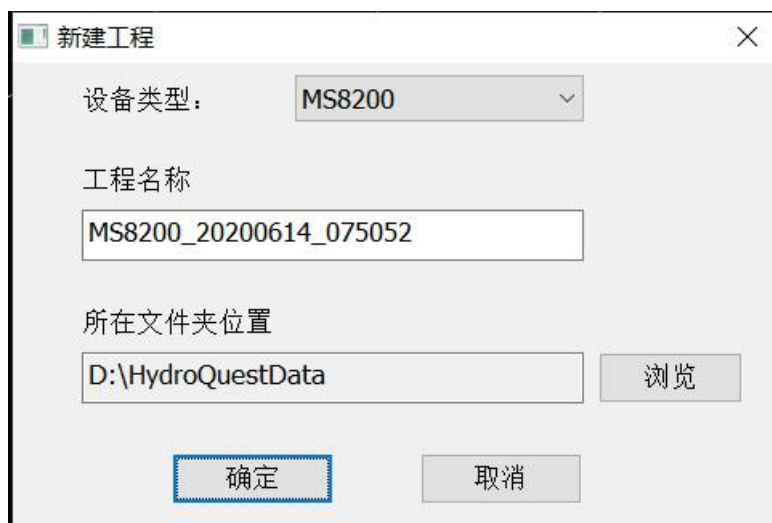 新建工程
设备类型： MS8200
工程名称
MS8200_20200614_075052
所在文件夹位置
D:\HydroQuestData 浏览
确定 取消